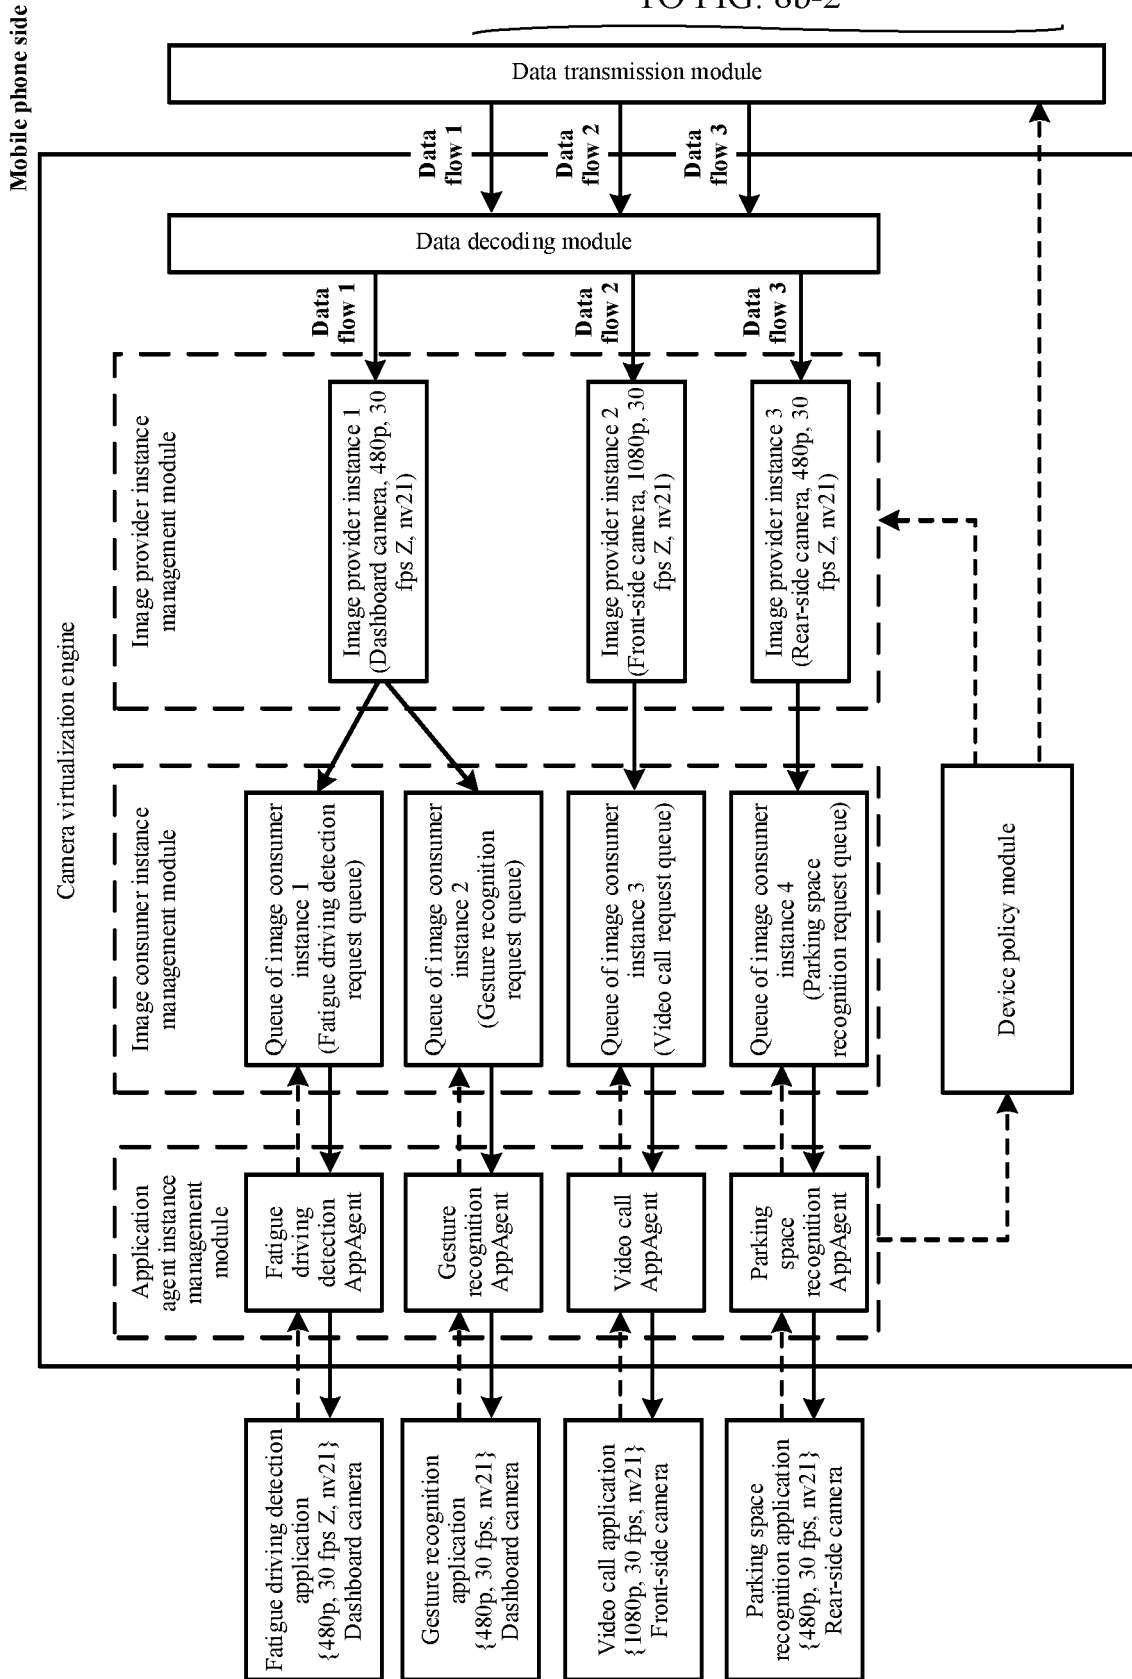 TO FIG. 8b-2
Mobile phone side
Data transmission module
Data
flow 1
Data
flow 2
Data
flow 3
Data decoding module
Data
flow 1
Data
flow 2
Data
flow 3
Camera virtualization engine
Image provider instance
management module
Image provider instance 1
(Dashboard camera, 480p, 30
fps Z, nv21)
Image provider instance 2
(Front-side camera, 1080p, 30
fps Z, nv21)
Image provider instance 3
(Rear-side camera, 480p, 30
fps Z, nv21)
Image consumer instance
management module
Queue of image consumer
instance 1
(Fatigue driving detection
request queue)
Queue of image consumer
instance 2
(Gesture recognition
request queue)
Queue of image consumer
instance 3
(Video call request queue)
Queue of image consumer
instance 4
(Parking space
recognition request queue)
Device policy module
Application
agent instance
management
module
Fatigue
driving
detection
AppAgent
Gesture
recognition
AppAgent
Video call
AppAgent
Parking
space
recognition
AppAgent
Fatigue driving detection
application
{480p, 30 fps Z, nv21}
Dashboard camera
Gesture recognition
application
{480p, 30 fps, nv21}
Dashboard camera
Video call application
{1080p, 30 fps, nv21}
Front-side camera
Parking space
recognition application
{480p, 30 fps, nv21}
Rear-side camera